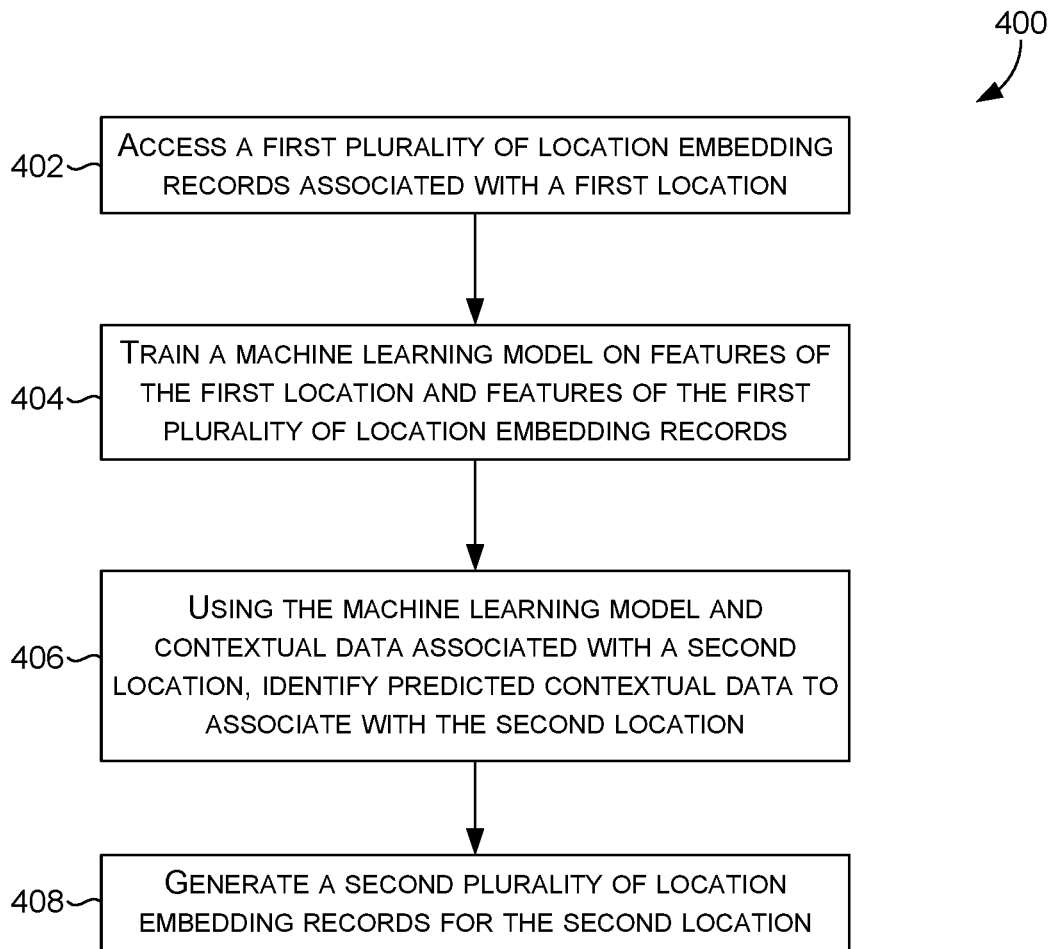 400
402
ACCESS A FIRST PLURALITY OF LOCATION EMBEDDING
RECORDS ASSOCIATED WITH A FIRST LOCATION
404
TRAIN A MACHINE LEARNING MODEL ON FEATURES OF
THE FIRST LOCATION AND FEATURES OF THE FIRST
PLURALITY OF LOCATION EMBEDDING RECORDS
406
USING THE MACHINE LEARNING MODEL AND
CONTEXTUAL DATA ASSOCIATED WITH A SECOND
LOCATION, IDENTIFY PREDICTED CONTEXTUAL DATA TO
ASSOCIATE WITH THE SECOND LOCATION
408
GENERATE A SECOND PLURALITY OF LOCATION
EMBEDDING RECORDS FOR THE SECOND LOCATION